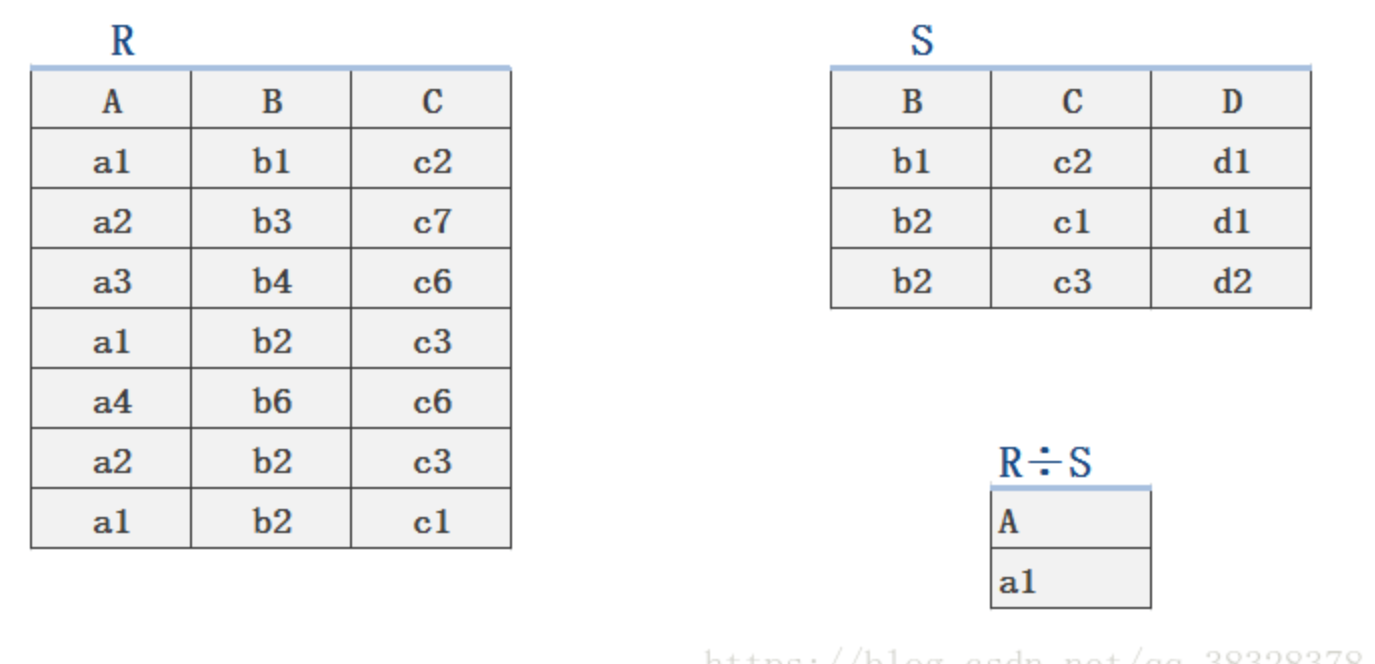 R
A B C
a1 b1 c2
a2 b3 c7
a3 b4 c6
a1 b2 c3
a4 b6 c6
a2 b2 c3
a1 b2 c1
S
B C D
b1 c2 d1
b2 c1 d1
b2 c3 d2
R÷S
A
a1
https://blog.csdn.net/qq_38328378